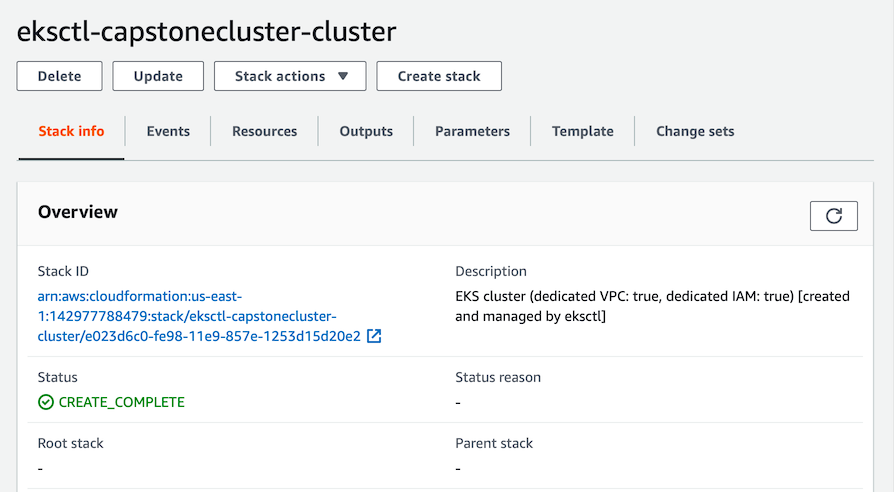 eksctl-capstonecluster-cluster
Delete Update Stack actions ▼ Create stack
Stack info Events Resources Outputs Parameters Template Change sets
Overview
Stack ID
arn:aws:cloudformation:us-east-
1:142977788479:stack/eksctl-capstonecluster-
cluster/e023d6c0-fe98-11e9-857e-1253d15d20e2
Description
EKS cluster (dedicated VPC: true, dedicated IAM: true) [created
and managed by eksctl]
Status
CREATE_COMPLETE
Status reason
-
Root stack
-
Parent stack
-